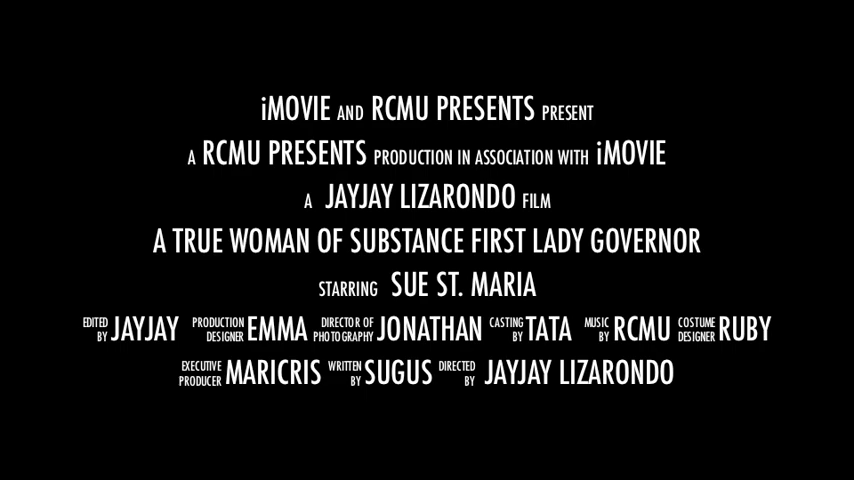 iMOVIE AND RCMU PRESENTS PRESENT
A RCMU PRESENTS PRODUCTION IN ASSOCIATION WITH iMOVIE
A JAYJAY LIZARONDO FILM
A TRUE WOMAN OF SUBSTANCE FIRST LADY GOVERNOR
STARRING SUE ST. MARIA
EDITED BY JAYJAY PRODUCTION DESIGNER EMMA DIRECTOR OF PHOTOGRAPHY JONATHAN CASTING BY TATA MUSIC BY RCMU COSTUME DESIGNER RUBY
EXECUTIVE PRODUCER MARICRIS WRITTEN BY SUGUS DIRECTED BY JAYJAY LIZARONDO